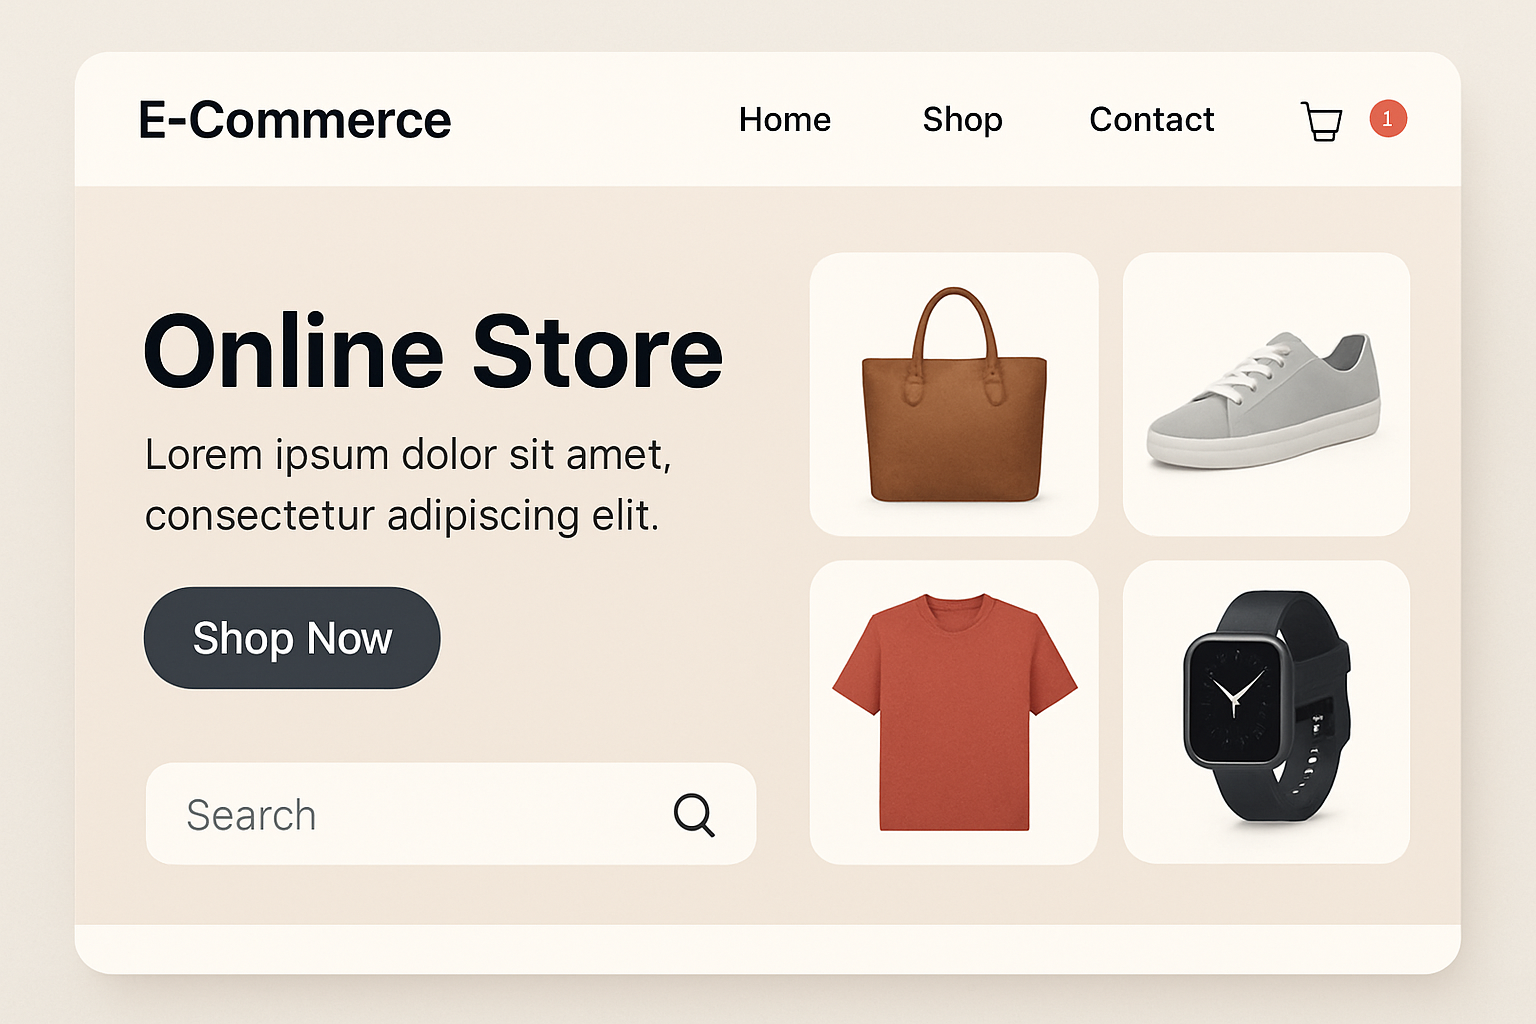 E-Commerce
Home Shop Contact 1
Online Store
Lorem ipsum dolor sit amet,
consectetur adipiscing elit.
Shop Now
Search